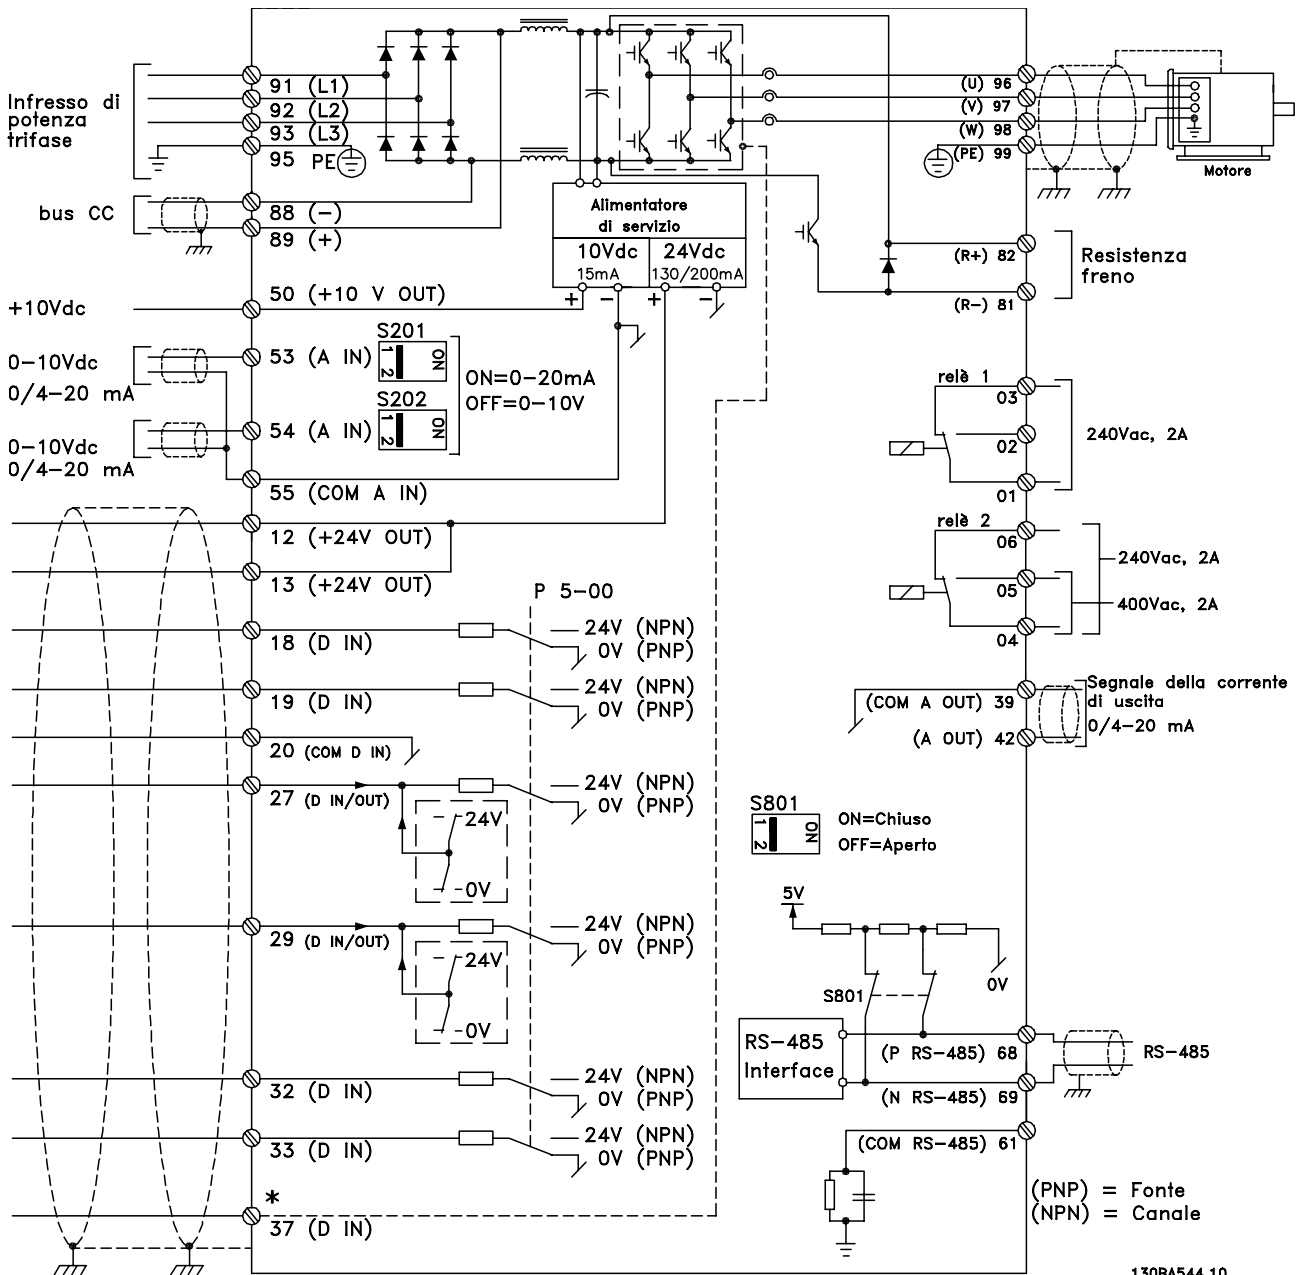 Infresso di
potenza
trifase
91 (L1)
92 (L2)
93 (L3)
95 PE
bus CC
88 (−)
89 (+)
+10Vdc
50 (+10 V OUT)
0−10Vdc
0/4−20 mA
53 (A IN)
S201
1 2
ON
ON=0−20mA
OFF=0−10V
S202
1 2
ON
0−10Vdc
0/4−20 mA
54 (A IN)
55 (COM A IN)
12 (+24V OUT)
13 (+24V OUT)
Alimentatore
di servizio
10Vdc
15mA
24Vdc
130/200mA
+ − + −
(U) 96
(V) 97
(W) 98
(PE) 99
Motore
(R+) 82
(R−) 81
Resistenza
freno
relè 1
03
02
01
240Vac, 2A
relè 2
06
05
04
240Vac, 2A
400Vac, 2A
P 5-00
18 (D IN)
24V (NPN)
0V (PNP)
19 (D IN)
24V (NPN)
0V (PNP)
20 (COM D IN)
27 (D IN/OUT)
24V (NPN)
0V (PNP)
24V
0V
29 (D IN/OUT)
24V (NPN)
0V (PNP)
24V
0V
32 (D IN)
24V (NPN)
0V (PNP)
33 (D IN)
24V (NPN)
0V (PNP)
*
37 (D IN)
(COM A OUT) 39
(A OUT) 42
Segnale della corrente
di uscita
0/4−20 mA
S801
1 2
ON
ON=Chiuso
OFF=Aperto
5V
S801
0V
RS−485
Interface
(P RS−485) 68
(N RS−485) 69
RS−485
(COM RS−485) 61
(PNP) = Fonte
(NPN) = Canale
130BA544.10